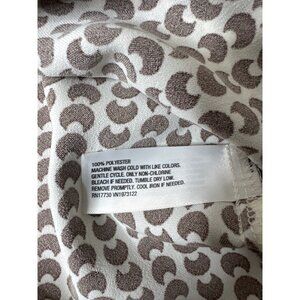 100% POLYESTER
MACHINE WASH COLD WITH LIKE COLORS.
GENTLE CYCLE. ONLY NON-CHLORINE
BLEACH IF NEEDED. TUMBLE DRY LOW.
REMOVE PROMPTLY. COOL IRON IF NEEDED.
RN17730 VN1973122